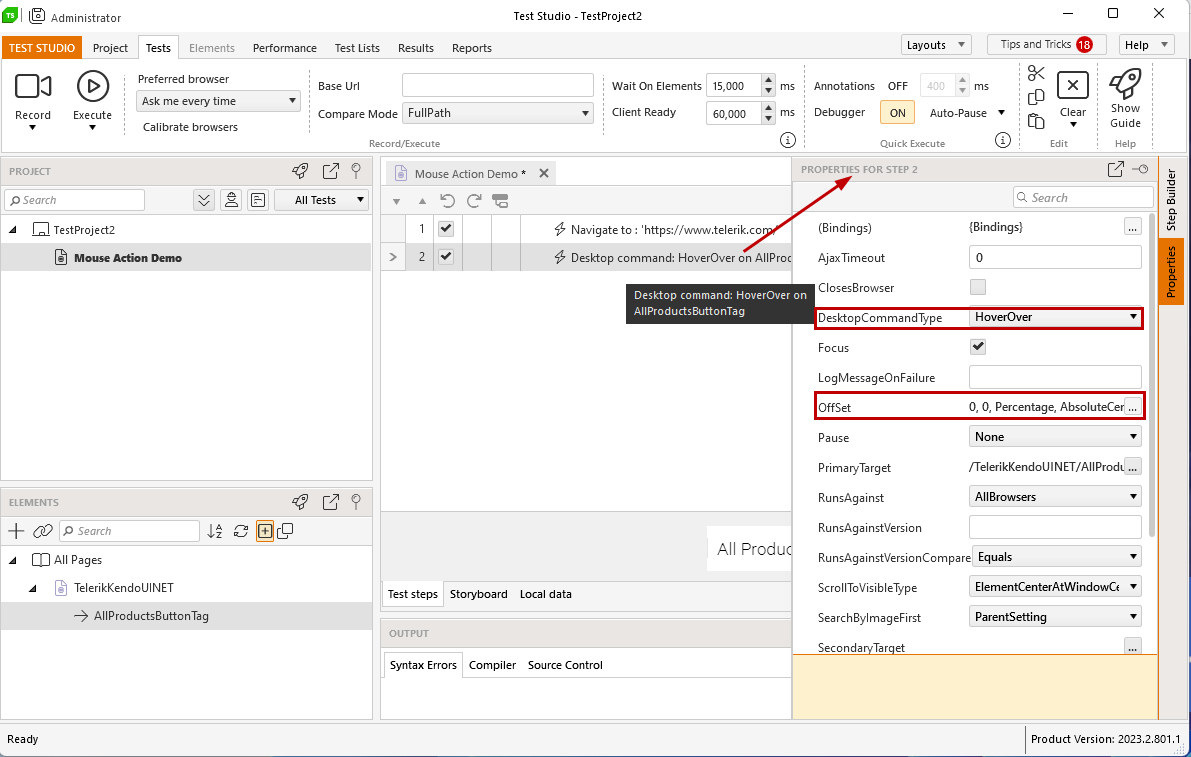 TS
Administrator
Test Studio - TestProject2
TEST STUDIO Project Tests Elements Performance Test Lists Results Reports
Layouts Tips and Tricks 18 Help
Record
Execute
Preferred browser
Ask me every time
Calibrate browsers
Base Url
Compare Mode FullPath
Record/Execute
Wait On Elements 15,000 ms
Client Ready 60,000 ms
Annotations OFF 400 ms
Debugger ON Auto-Pause
Quick Execute
Clear
Edit
Show
Guide
Help
PROJECT
Search
All Tests
TestProject2
Mouse Action Demo
ELEMENTS
Search
All Pages
TelerikKendoUINET
AllProductsButtonTag
Mouse Action Demo *
1 Navigate to : 'https://www.telerik.com/'
2 Desktop command: HoverOver on AllProd
Desktop command: HoverOver on
AllProductsButtonTag
All Produc
Test steps Storyboard Local data
OUTPUT
Syntax Errors Compiler Source Control
PROPERTIES FOR STEP 2
Search
(Bindings) {Bindings} ...
AjaxTimeout 0
ClosesBrowser
DesktopCommandType HoverOver
Focus
LogMessageOnFailure
OffSet 0, 0, Percentage, AbsoluteCer ...
Pause None
PrimaryTarget /TelerikKendoUINET/AllProdu ...
RunsAgainst AllBrowsers
RunsAgainstVersion
RunsAgainstVersionCompare Equals
ScrollToVisibleType ElementCenterAtWindowCe
SearchByImageFirst ParentSetting
SecondaryTarget ...
Step Builder
Properties
Ready
Product Version: 2023.2.801.1